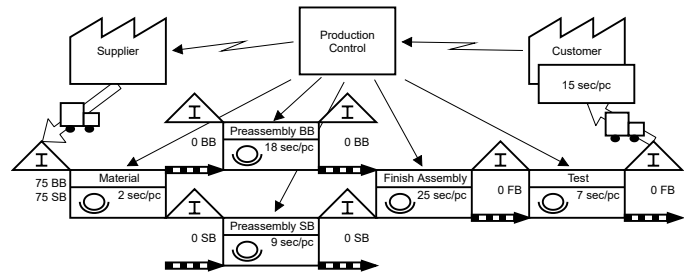 Production
Control
Supplier
Customer
15 sec/pc
I
I
Preassembly BB
0 BB
18 sec/pc
0 BB
I
Material
75 BB
75 SB
2 sec/pc
Finish Assembly
25 sec/pc
I
0 FB
Test
7 sec/pc
I
0 FB
I
I
Preassembly SB
0 SB
9 sec/pc
0 SB